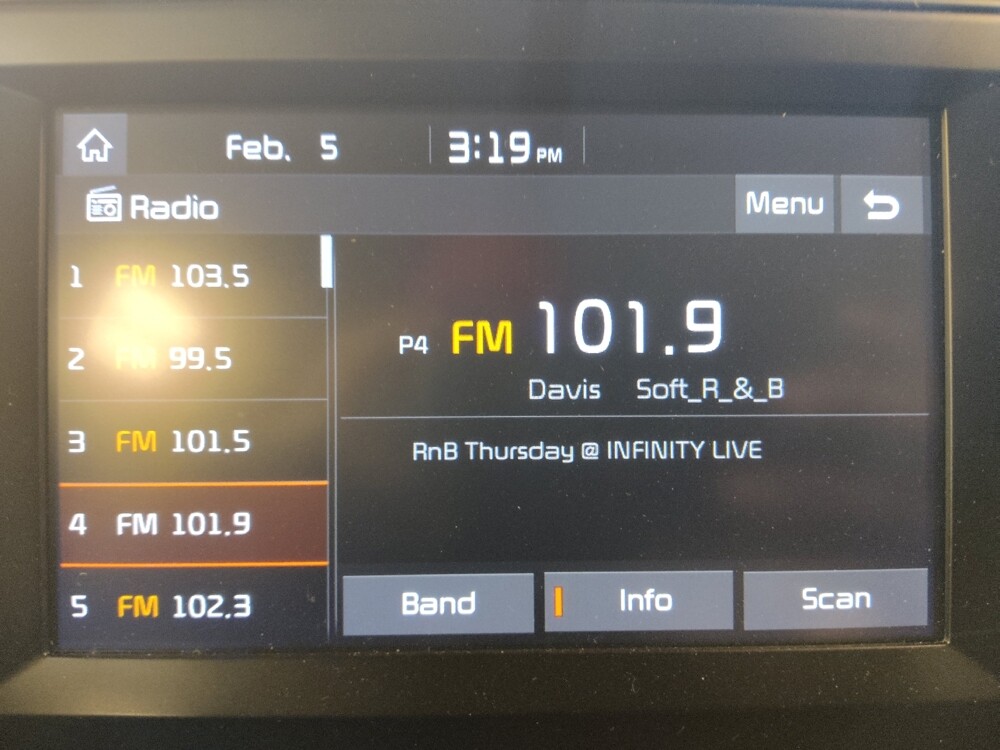 Feb. 5 3:19 PM
Radio Menu
1 FM 103.5
2 FM 99.5
3 FM 101.5
4 FM 101.9
5 FM 102.3
P4 FM 101.9
Davis Soft_R_&_B
RnB Thursday @ INFINITY LIVE
Band Info Scan